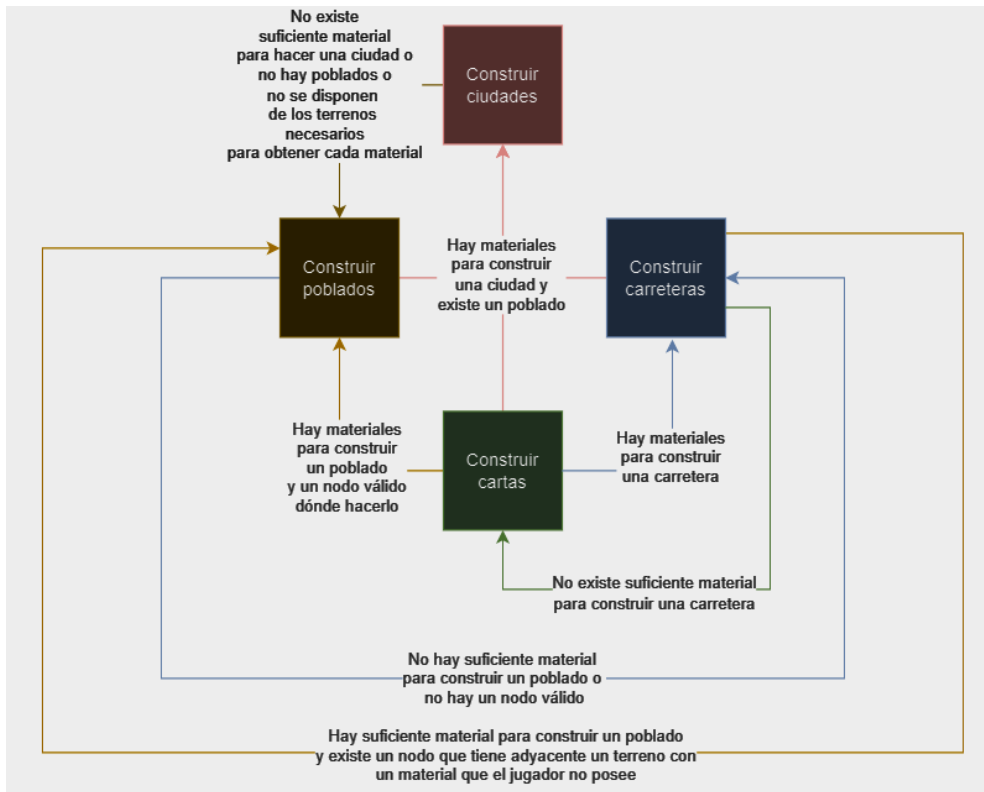 No existe
suficiente material
para hacer una ciudad o
no hay poblados o
no se disponen
de los terrenos
necesarios
para obtener cada material
Construir
ciudades
Construir
poblados
Hay materiales
para construir
una ciudad y
existe un poblado
Construir
carreteras
Hay materiales
para construir
un poblado
y un nodo válido
dónde hacerlo
Construir
cartas
Hay materiales
para construir
una carretera
No existe suficiente material
para construir una carretera
No hay suficiente material
para construir un poblado o
no hay un nodo válido
Hay suficiente material para construir un poblado
y existe un nodo que tiene adyacente un terreno con
un material que el jugador no posee